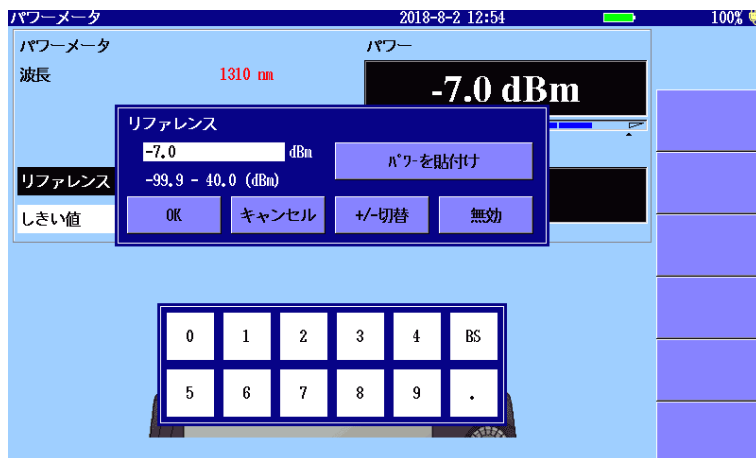 パワーメータ 2018-8-2 12:54 100%
パワーメータ パワー
波長 1310 nm
-7.0 dBm
リファレンス
-7.0 dBm
パワーを貼付け
-99.9 - 40.0 (dBm)
リファレンス
しきい値
OK キャンセル +/-切替 無効
0 1 2 3 4 BS
5 6 7 8 9 .